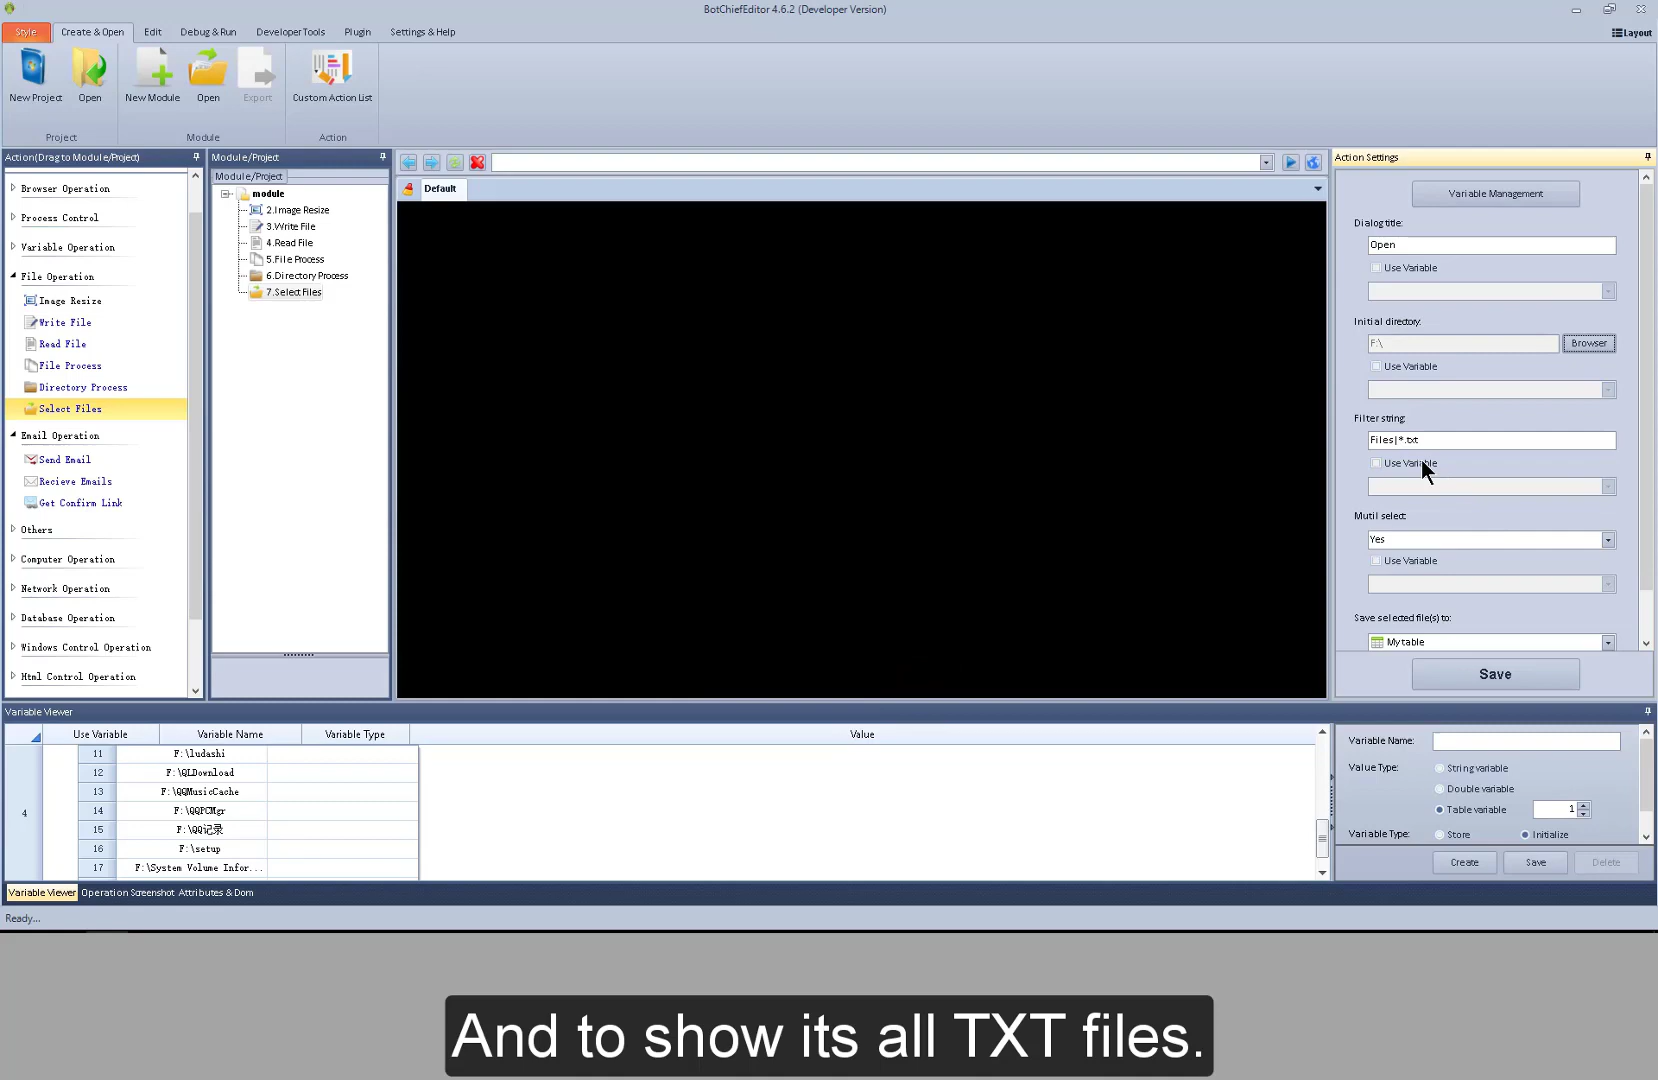 BotChiefEditor 4.6.2 (Developer Version)
Style Create & Open Edit Debug & Run Developer Tools Plugin Settings & Help
Layout
New Project Open New Module Open Export Custom Action List
Project Module Action
Action(Drag to Module/Project)
Browser Operation
Process Control
Variable Operation
File Operation
Image Resize
Write File
Read File
File Process
Directory Process
Select Files
Email Operation
Send Email
Recieve Emails
Get Confirm Link
Others
Computer Operation
Network Operation
Database Operation
Windows Control Operation
Html Control Operation
Module/Project
Module/Project
module
2.Image Resize
3.Write File
4.Read File
5.File Process
6.Directory Process
7.Select Files
Default
Action Settings
Variable Management
Dialog title:
Open
Use Variable
Initial directory:
F:\ Browser
Use Variable
Filter string:
Files|*.txt
Use Variable
Mutil select:
Yes
Use Variable
Save selected file(s) to:
Mytable
Save
Variable Viewer
Use Variable Variable Name Variable Type Value
4
11 F:\ludashi
12 F:\QLDownload
13 F:\QQMusicCache
14 F:\QQPCMgr
15 F:\QQ记录
16 F:\setup
17 F:\System Volume Infor...
Variable Name:
Value Type: String variable
Double variable
Table variable 1
Variable Type: Store Initialize
Create Save Delete
Variable Viewer Operation Screenshot Attributes & Dom
Ready...
And to show its all TXT files.